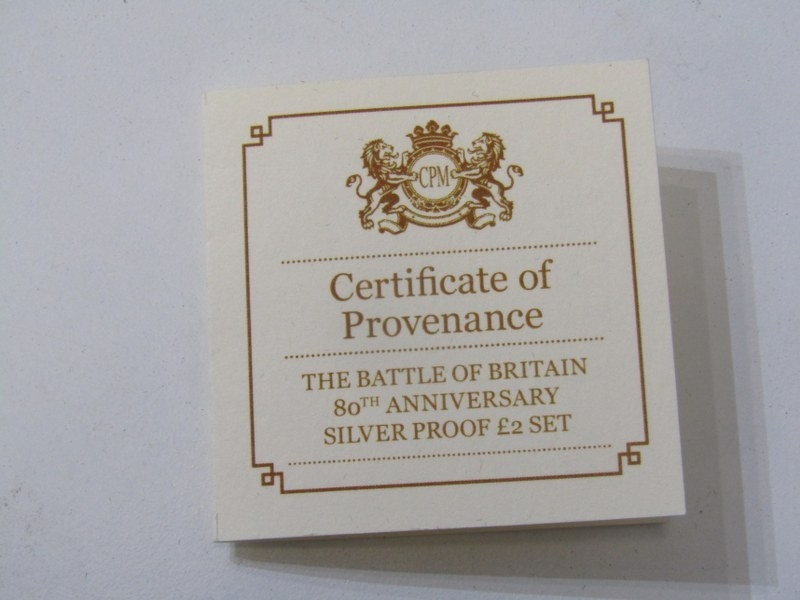 CPM
Certificate of
Provenance
THE BATTLE OF BRITAIN
80TH ANNIVERSARY
SILVER PROOF £2 SET